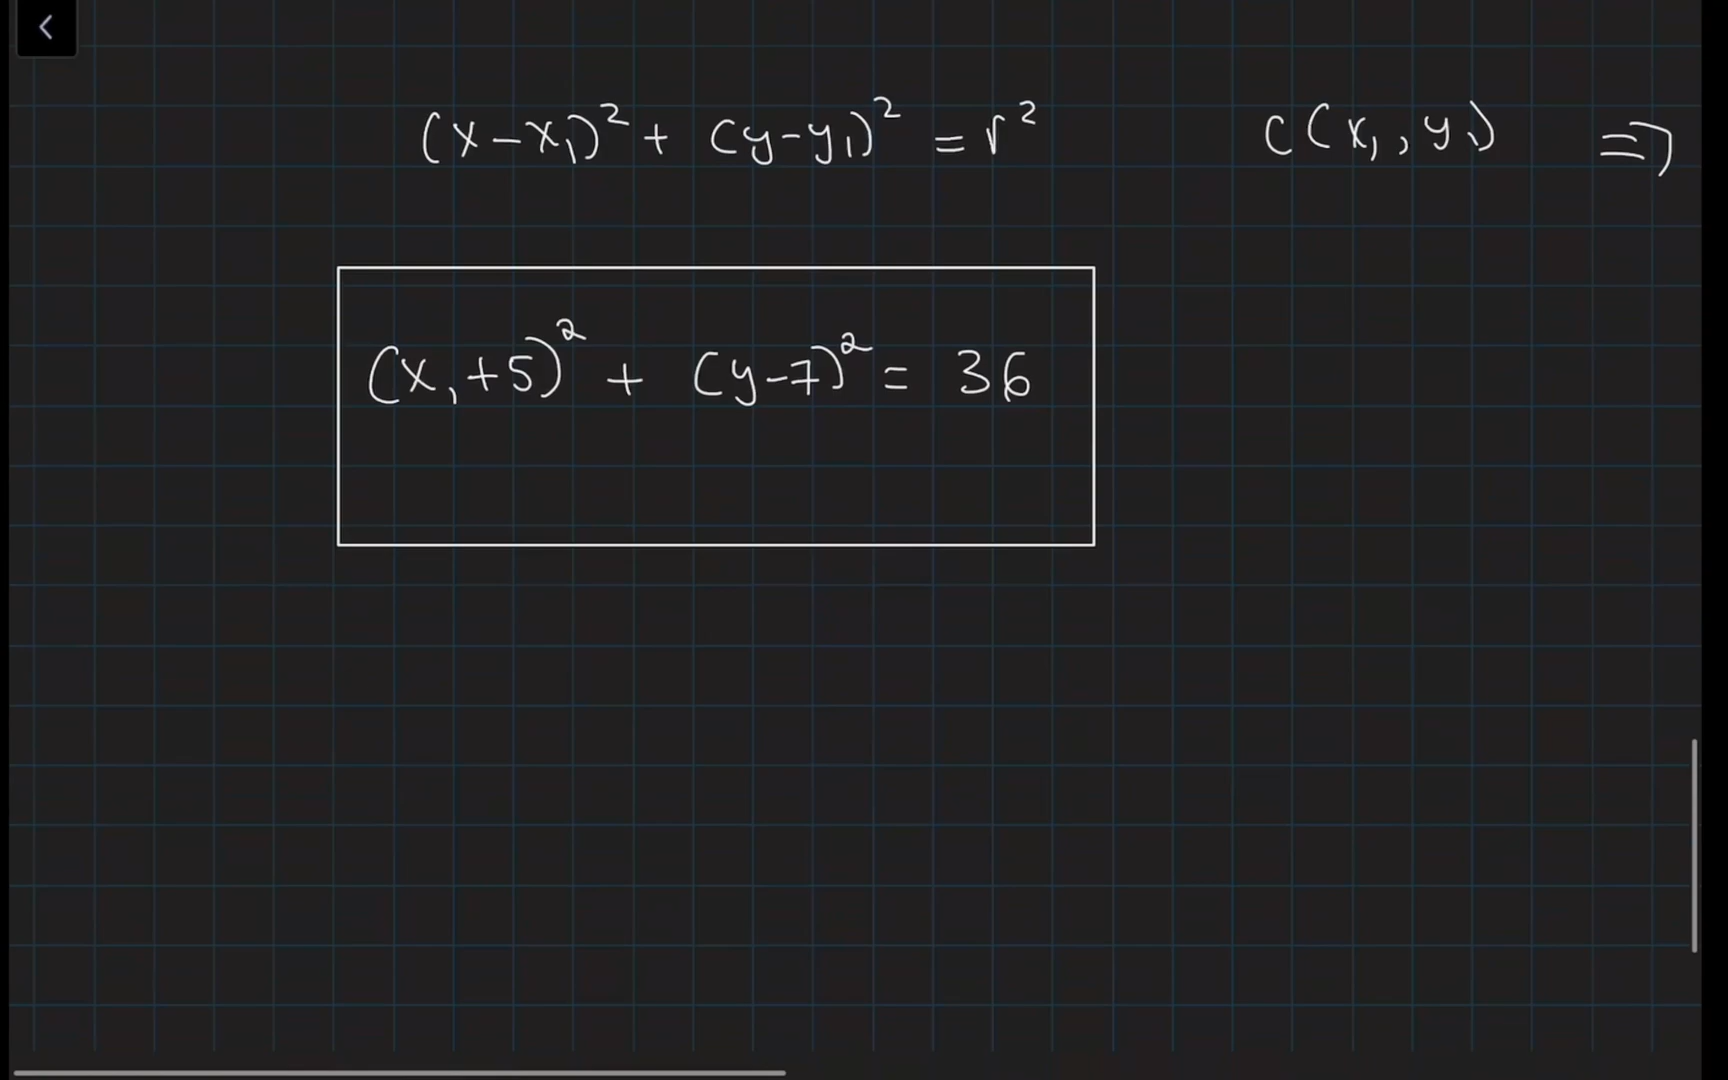 (x-x₁)² + (y-y₁)² = r² C(x₁, y₁) ⇒
(x₁+5)² + (y-7)² = 36